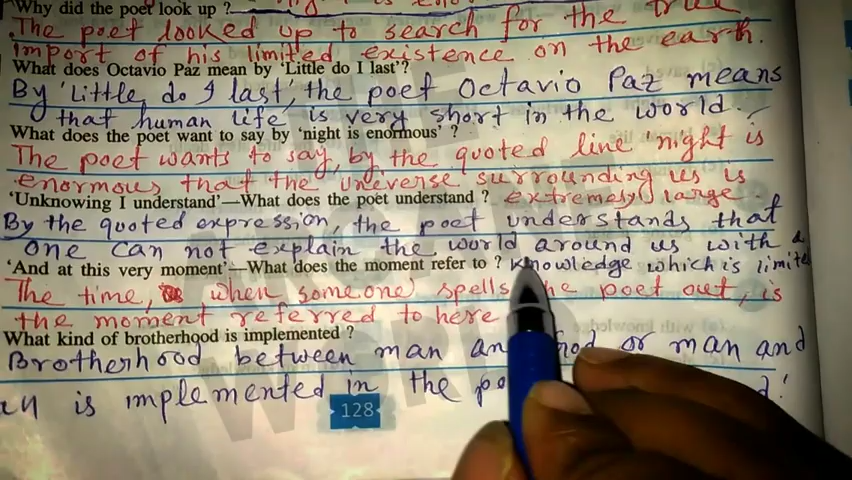 Why did the poet look up ?
The poet looked up to search for the true
import of his limited existence on the earth.
What does Octavio Paz mean by 'Little do I last'?
By 'Little do I last', the poet Octavio Paz means
that human life is very short in the world.
What does the poet want to say by 'night is enormous' ?
The poet wants to say, by the quoted line 'night is
enormous that the universe surrounding us is
'Unknowing I understand'—What does the poet understand ? extremely large.
By the quoted expression, the poet understands that
one can not explain the world around us with a
'And at this very moment'—What does the moment refer to ? knowledge which is limite
The time, when someone spells the poet out, is
the moment referred to here
What kind of brotherhood is implemented ?
Brotherhood between man and or man and
is implemented in the
128